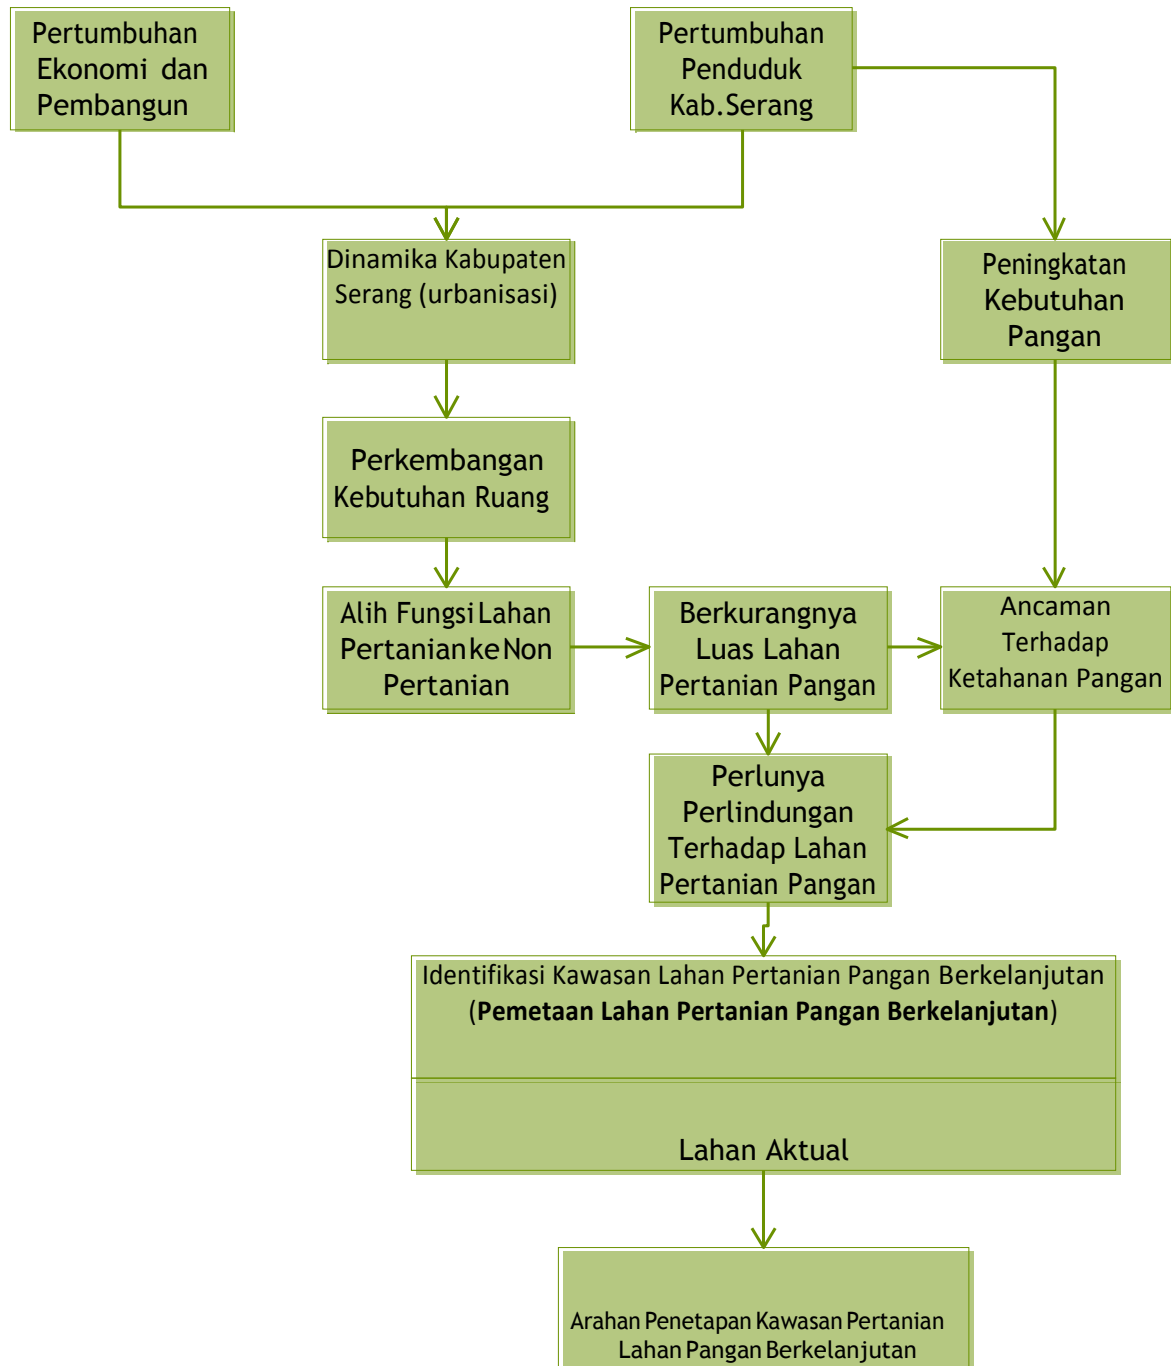 Pertumbuhan
Ekonomi dan
Pembangun
Pertumbuhan
Penduduk
Kab.Serang
Dinamika Kabupaten
Serang (urbanisasi)
Peningkatan
Kebutuhan
Pangan
Perkembangan
Kebutuhan Ruang
Alih Fungsi Lahan
Pertanian ke Non
Pertanian
Berkurangnya
Luas Lahan
Pertanian Pangan
Ancaman
Terhadap
Ketahanan Pangan
Perlunya
Perlindungan
Terhadap Lahan
Pertanian Pangan
Identifikasi Kawasan Lahan Pertanian Pangan Berkelanjutan
(Pemetaan Lahan Pertanian Pangan Berkelanjutan)
Lahan Aktual
Arahan Penetapan Kawasan Pertanian
Lahan Pangan Berkelanjutan